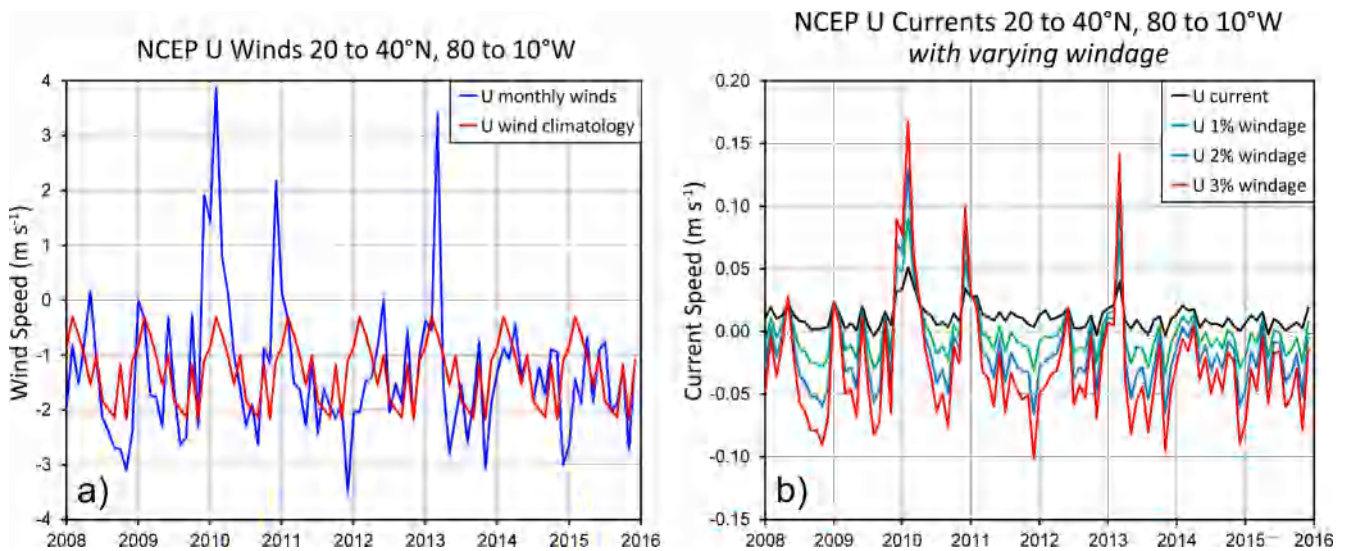 NCEP U Winds 20 to 40°N, 80 to 10°W
U monthly winds
U wind climatology
Wind Speed (m s⁻¹)
4
3
2
1
0
-1
-2
-3
-4
a)
2008 2009 2010 2011 2012 2013 2014 2015 2016
NCEP U Currents 20 to 40°N, 80 to 10°W
with varying windage
U current
U 1% windage
U 2% windage
U 3% windage
Current Speed (m s⁻¹)
0.20
0.15
0.10
0.05
0.00
-0.05
-0.10
-0.15
b)
2008 2009 2010 2011 2012 2013 2014 2015 2016